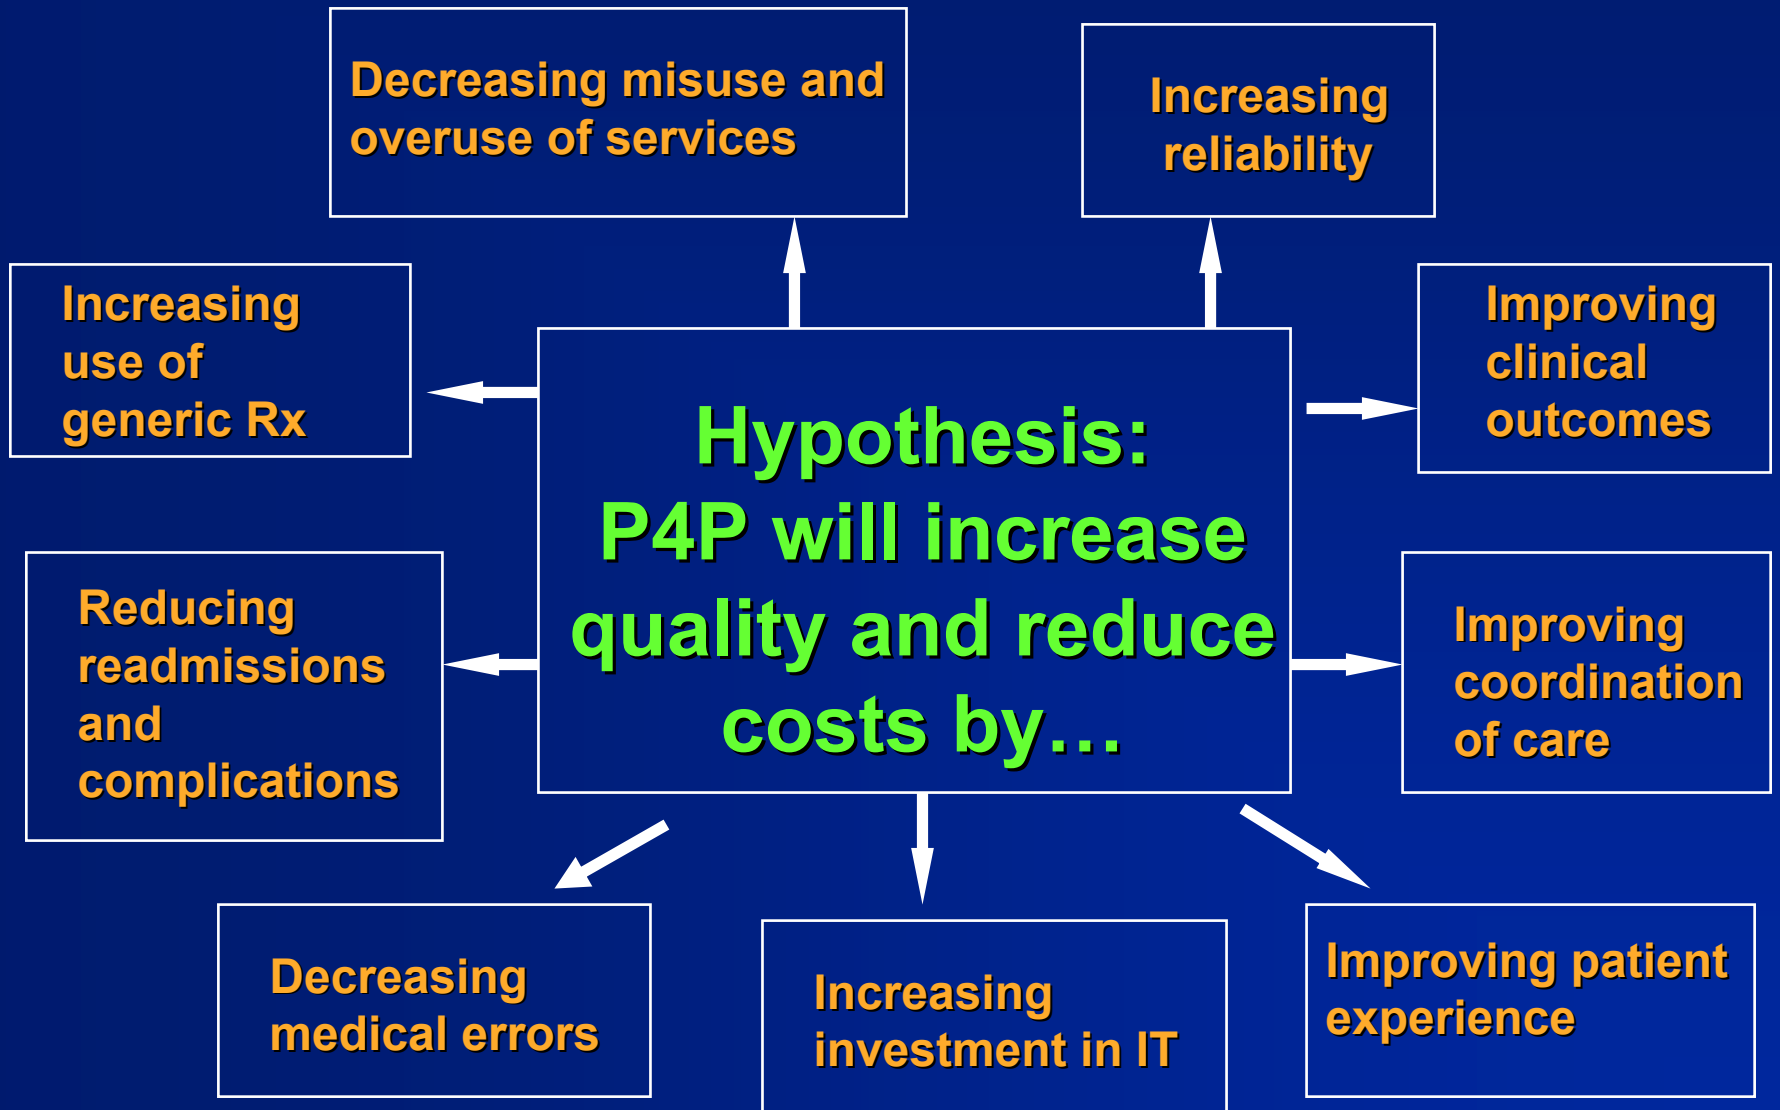 Decreasing misuse and
overuse of services
Increasing
reliability
Increasing
use of
generic Rx
Hypothesis:
P4P will increase
quality and reduce
costs by…
Improving
clinical
outcomes
Reducing
readmissions
and
complications
Improving
coordination
of care
Decreasing
medical errors
Increasing
investment in IT
Improving patient
experience